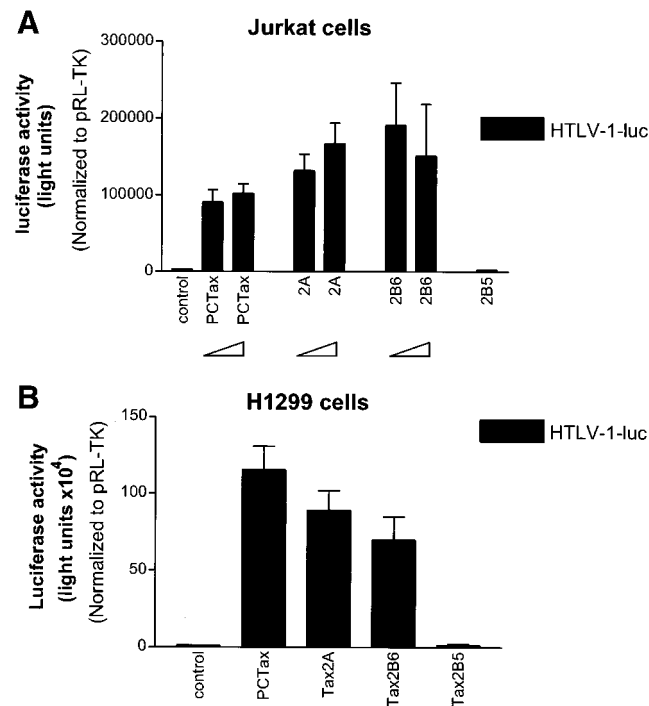 A
Jurkat cells
luciferase activity
(light units)
(Normalized to pRL-TK)
300000
200000
100000
0
control
PCTax
PCTax
2A
2A
2B6
2B6
2B5
HTLV-1-luc
B
H1299 cells
Luciferase activity
(light units x10⁴)
(Normalized to pRL-TK)
150
100
50
0
control
PCTax
Tax2A
Tax2B6
Tax2B5
HTLV-1-luc